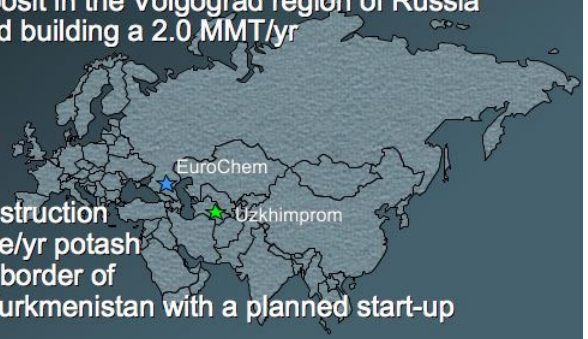 posit in the Volgograd region of Russia
d building a 2.0 MMT/yr
EuroChem
Uzkhimprom
struction
e/yr potash
border of
urkmenistan with a planned start-up